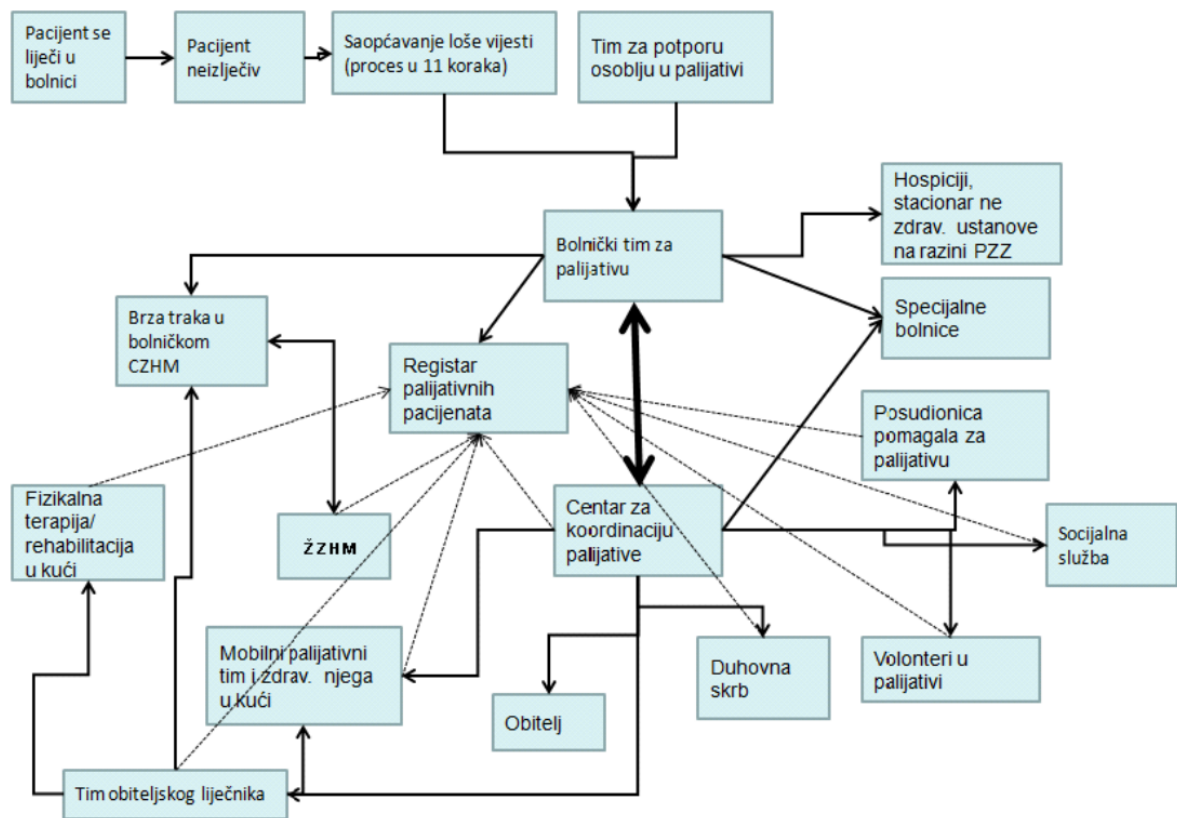 Pacijent se
liječi u
bolnici
Pacijent
neizlječiv
Saopćavanje loše vijesti
(proces u 11 koraka)
Tim za potporu
osoblju u palijativi
Hospiciji,
stacionar ne
zdrav. ustanove
na razini PZZ
Bolnički tim za
palijativu
Brza traka u
bolničkom
CZHM
Specijalne
bolnice
Registar
palijativnih
pacijenata
Posudionica
pomagala za
palijativu
Fizikalna
terapija/
rehabilitacija
u kući
ŽZHM
Centar za
koordinaciju
palijative
Socijalna
služba
Mobilni palijativni
tim i zdrav. njega
u kući
Obitelj
Duhovna
skrb
Volonteri u
palijativi
Tim obiteljskog liječnika